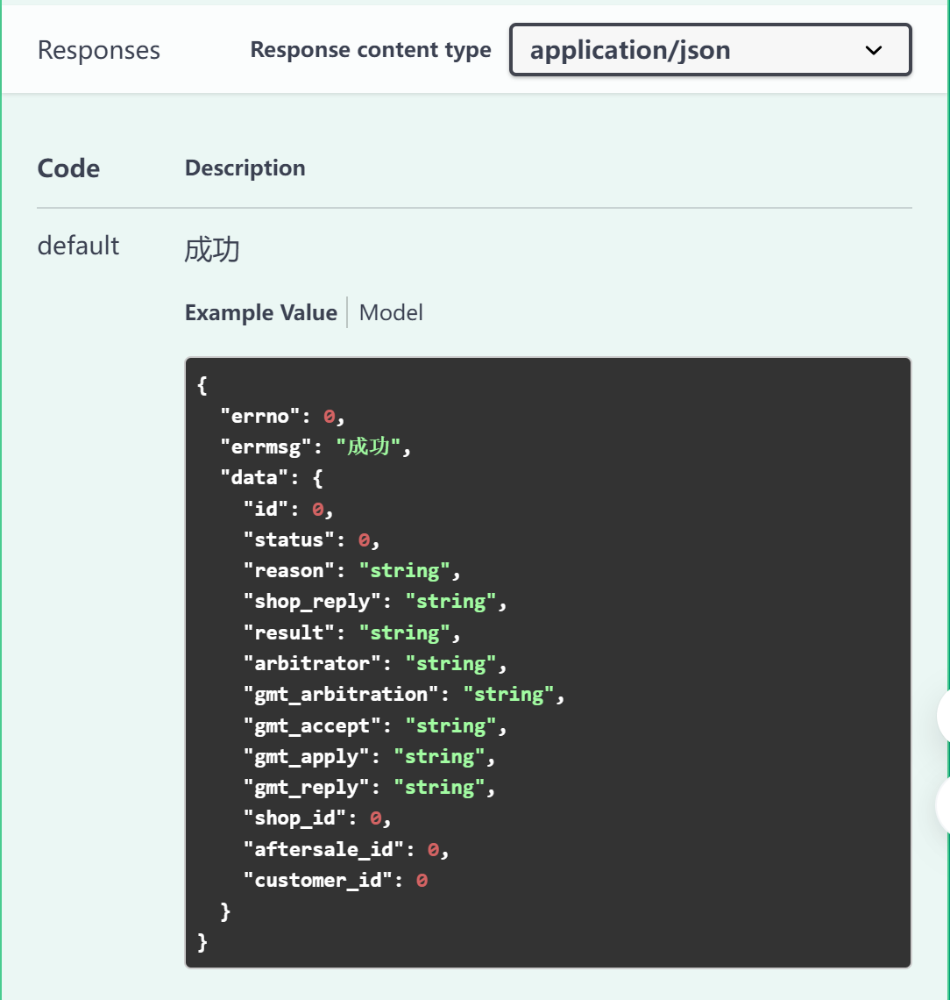 Responses
Response content type
application/json
Code
Description
default
成功
Example Value
Model
{
  "errno": 0,
  "errmsg": "成功",
  "data": {
    "id": 0,
    "status": 0,
    "reason": "string",
    "shop_reply": "string",
    "result": "string",
    "arbitrator": "string",
    "gmt_arbitration": "string",
    "gmt_accept": "string",
    "gmt_apply": "string",
    "gmt_reply": "string",
    "shop_id": 0,
    "aftersale_id": 0,
    "customer_id": 0
  }
}